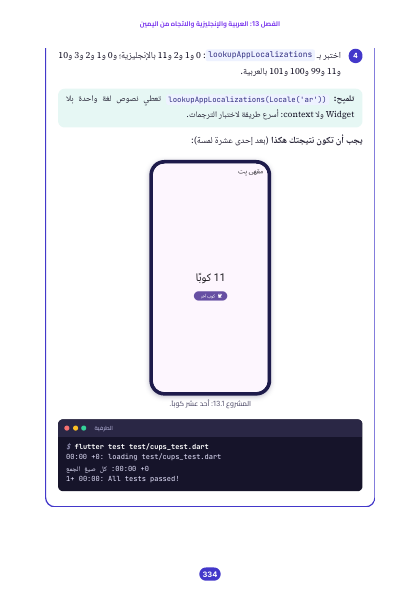 الفصل 13: العربية والإنجليزية والاتجاه من اليمين
4 اختبر بـ lookupAppLocalizations: 0 و1 و2 و11 بالإنجليزية؛ و0 و1 و2 و3 و10
و11 و99 و100 و101 بالعربية.
تلميح: lookupAppLocalizations(Locale('ar')) تعطي نصوص لغة واحدة بلا
Widget ولا context: أسرع طريقة لاختبار الترجمات.
يجب أن تكون نتيجتك هكذا (بعد إحدى عشرة لمسة):
مقهى بِت
11 كوبًا
كوب آخر
المشروع 13.1: أحد عشر كوبًا.
الطرفية
$ flutter test test/cups_test.dart
00:00 +0: loading test/cups_test.dart
00:00 +0: كل صيغ الجمع
00:00 +1: All tests passed!
334